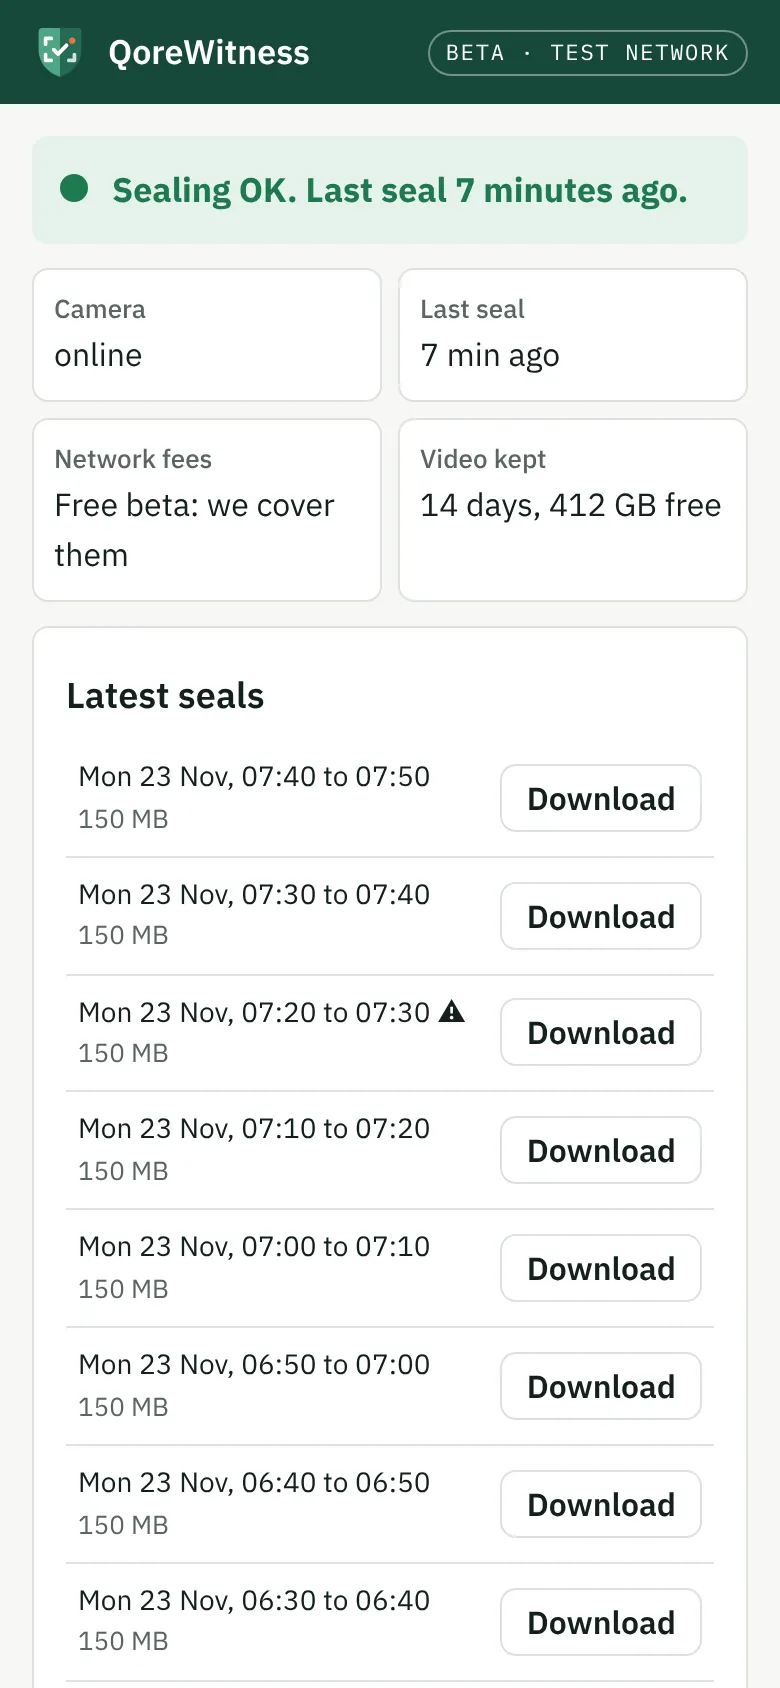 QoreWitness
BETA · TEST NETWORK
Sealing OK. Last seal 7 minutes ago.
Camera
online
Last seal
7 min ago
Network fees
Free beta: we cover
them
Video kept
14 days, 412 GB free
Latest seals
Mon 23 Nov, 07:40 to 07:50
150 MB
Download
Mon 23 Nov, 07:30 to 07:40
150 MB
Download
Mon 23 Nov, 07:20 to 07:30 ⚠
150 MB
Download
Mon 23 Nov, 07:10 to 07:20
150 MB
Download
Mon 23 Nov, 07:00 to 07:10
150 MB
Download
Mon 23 Nov, 06:50 to 07:00
150 MB
Download
Mon 23 Nov, 06:40 to 06:50
150 MB
Download
Mon 23 Nov, 06:30 to 06:40
150 MB
Download